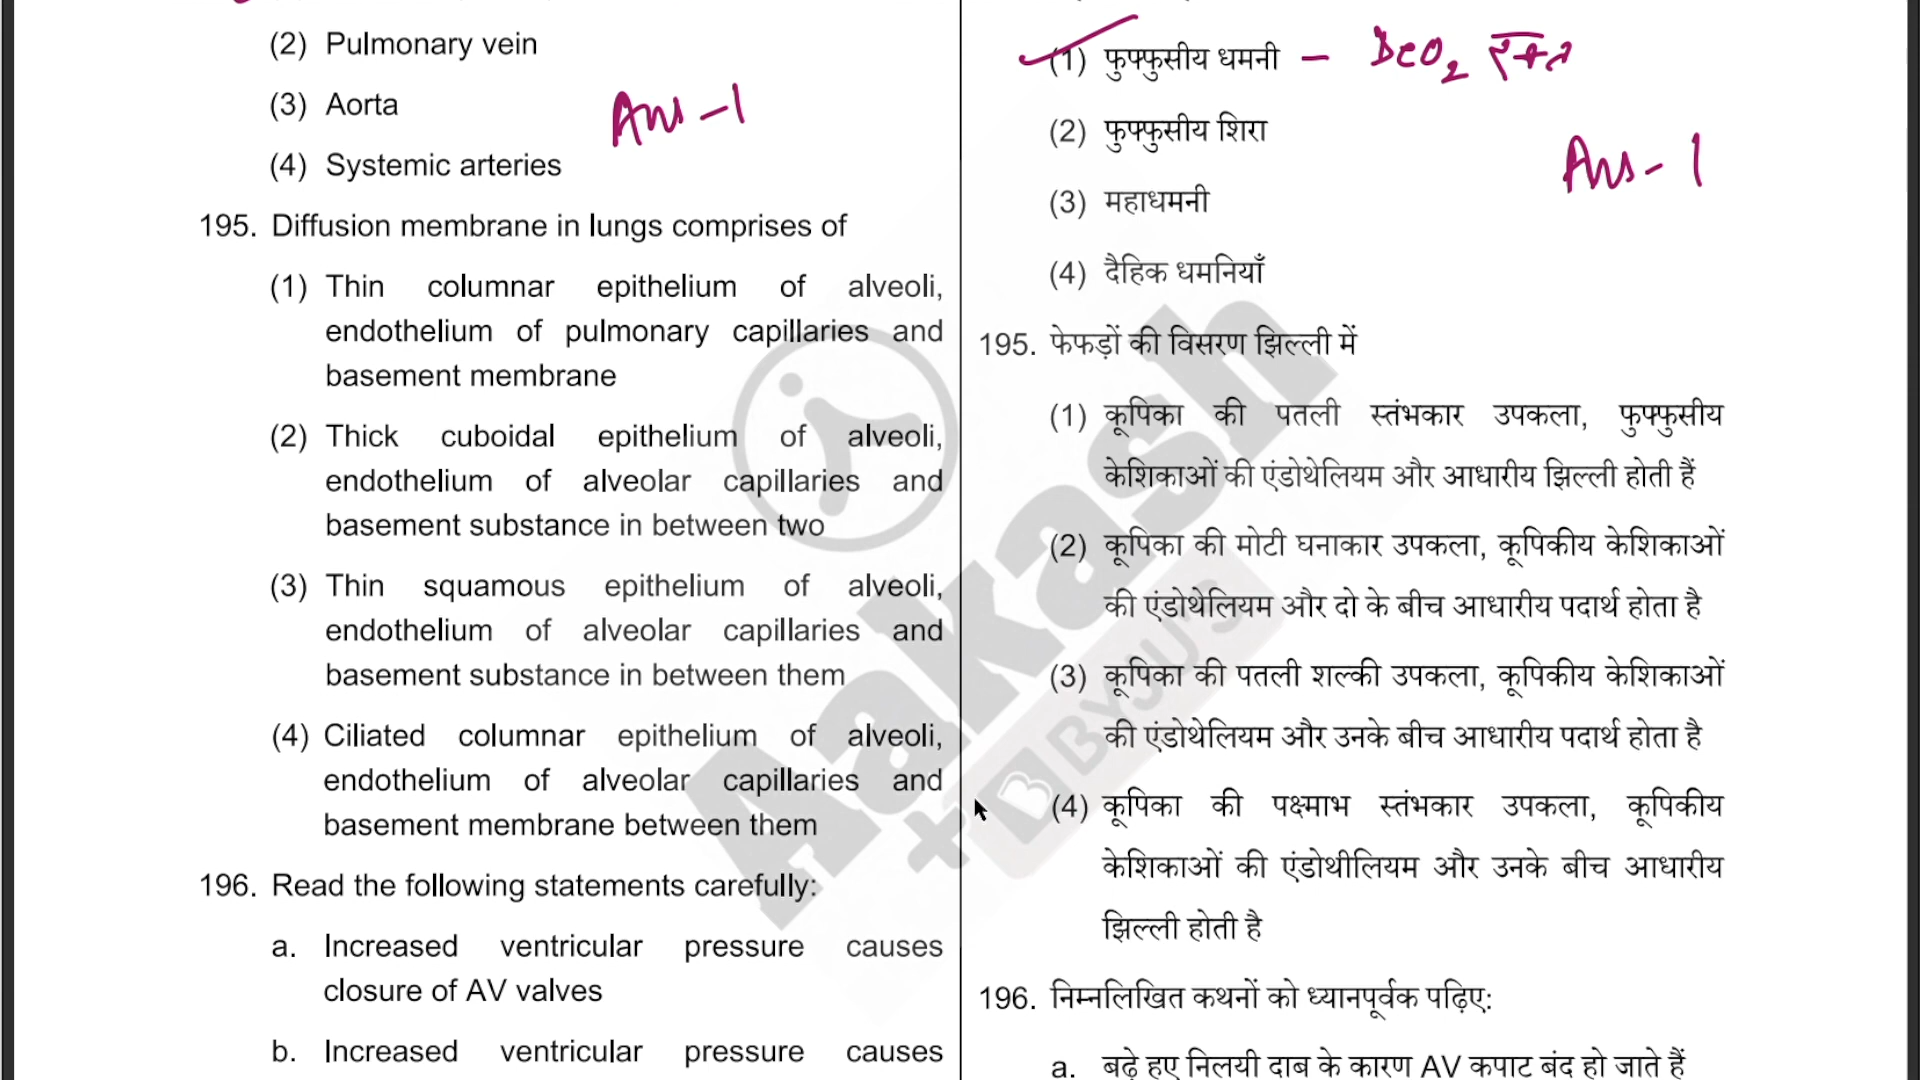 (2) Pulmonary vein
(3) Aorta
Ans -1
(4) Systemic arteries
195. Diffusion membrane in lungs comprises of
(1) Thin columnar epithelium of alveoli,
endothelium of pulmonary capillaries and
basement membrane
(2) Thick cuboidal epithelium of alveoli,
endothelium of alveolar capillaries and
basement substance in between two
(3) Thin squamous epithelium of alveoli,
endothelium of alveolar capillaries and
basement substance in between them
(4) Ciliated columnar epithelium of alveoli,
endothelium of alveolar capillaries and
basement membrane between them
196. Read the following statements carefully:
a. Increased ventricular pressure causes
closure of AV valves
b. Increased ventricular pressure causes
(1) फुफ्फुसीय धमनी – DeO2 रक्त
(2) फुफ्फुसीय शिरा
Ans - 1
(3) महाधमनी
(4) दैहिक धमनियाँ
195. फेफड़ों की विसरण झिल्ली में
(1) कूपिका की पतली स्तंभकार उपकला, फुफ्फुसीय
केशिकाओं की एंडोथेलियम और आधारीय झिल्ली होती हैं
(2) कूपिका की मोटी घनाकार उपकला, कूपिकीय केशिकाओं
की एंडोथेलियम और दो के बीच आधारीय पदार्थ होता है
(3) कूपिका की पतली शल्की उपकला, कूपिकीय केशिकाओं
की एंडोथेलियम और उनके बीच आधारीय पदार्थ होता है
(4) कूपिका की पक्ष्माभ स्तंभकार उपकला, कूपिकीय
केशिकाओं की एंडोथीलियम और उनके बीच आधारीय
झिल्ली होती है
196. निम्नलिखित कथनों को ध्यानपूर्वक पढ़िए:
a. बढ़े हुए निलयी दाब के कारण AV कपाट बंद हो जाते हैं
Aakash
+ B BYJU'S